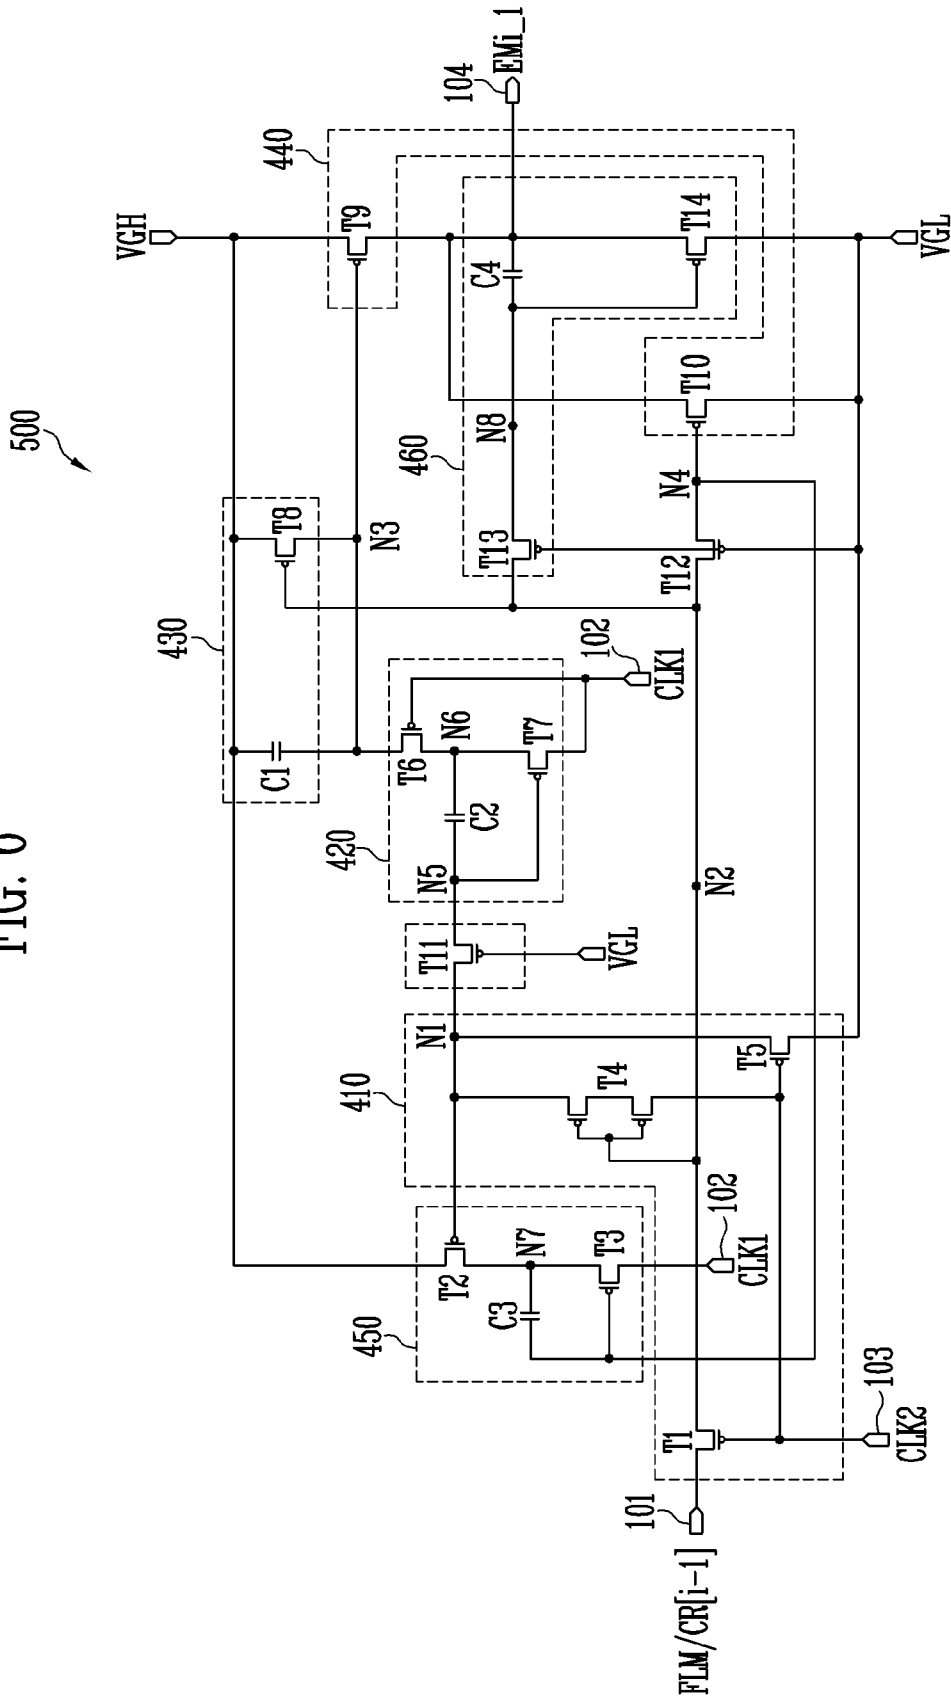 FIG.
500
VGH
430
C1
T8
440
N3
T9
420
410
450
T6
460
T2
N5
N1
T11
N6
104
C2
C4
N8
T13
C3
N7
EMi_1
T7
102
T3
T4
VGL
101
T1
CLK1
N4
T12
T10
T14
FLM/CR[i-1]
102
N2
CLK1
T5
103
CLK2
VGL